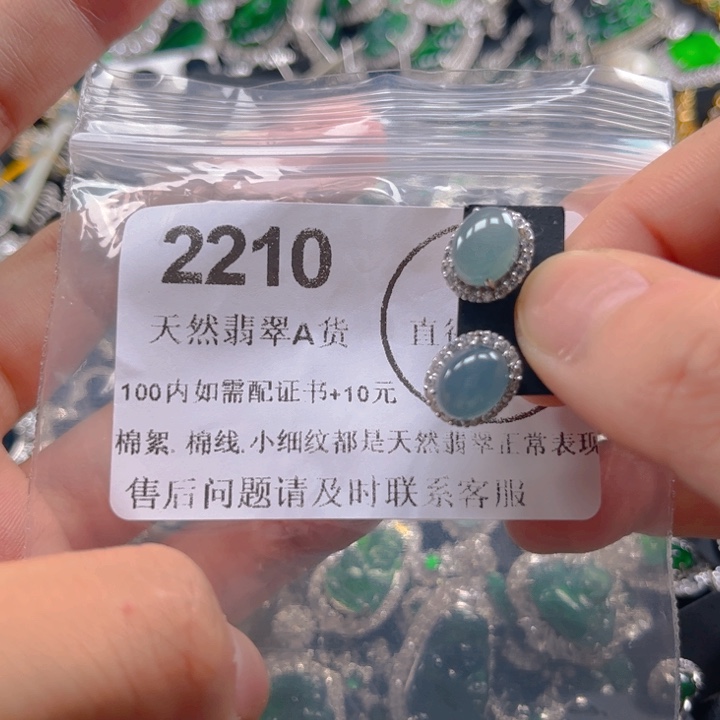 2210
天然翡翠A货 直
100内如需配证书+10元
棉絮.棉线.小细纹都是天然翡翠正常表现
售后问题请及时联系客服